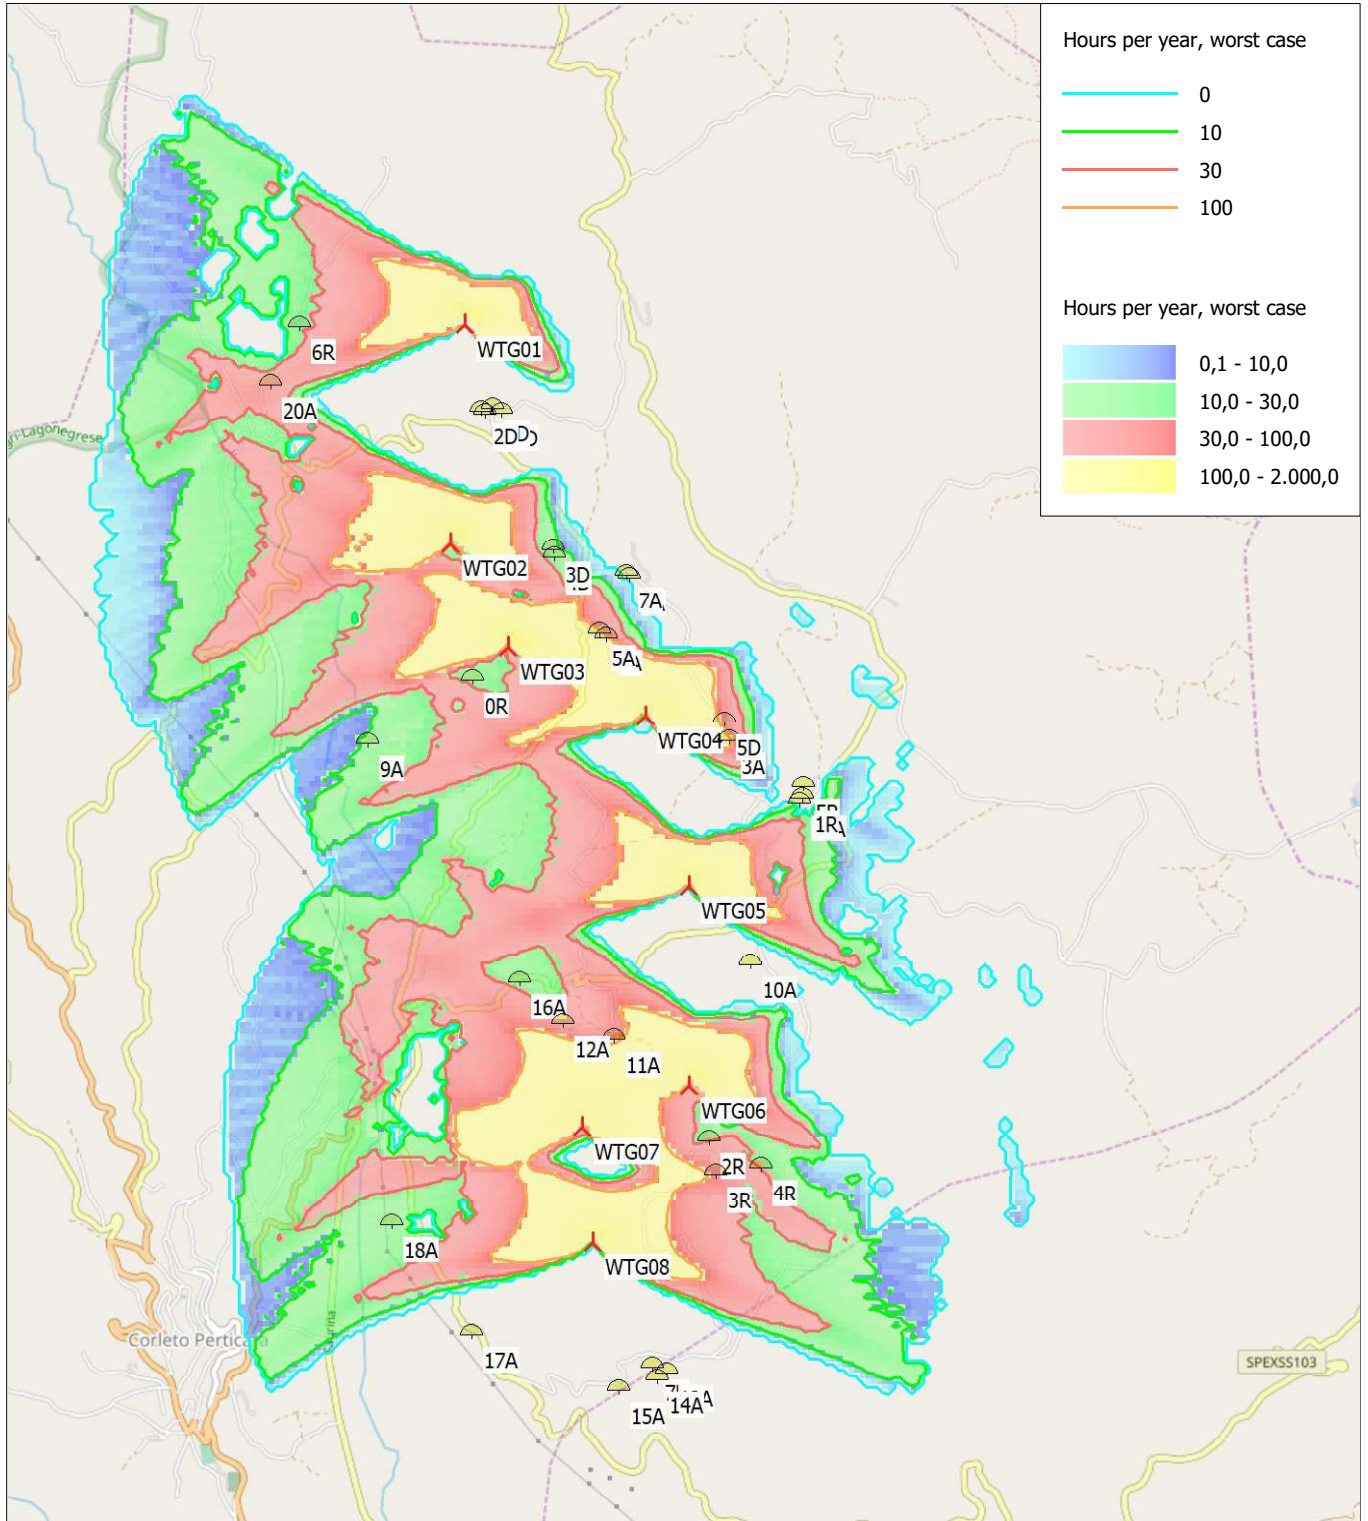 Hours per year, worst case
0
10
30
100
Hours per year, worst case
0,1 - 10,0
10,0 - 30,0
30,0 - 100,0
100,0 - 2.000,0
WTG01
6R
20A
2D
WTG02
3D
7A
5A
WTG03
0R
WTG04
5D
3A
9A
1R
WTG05
10A
16A
12A
11A
WTG06
WTG07
2R
4R
3R
18A
WTG08
Corleto Perticara
17A
SPEXSS103
14A
15A